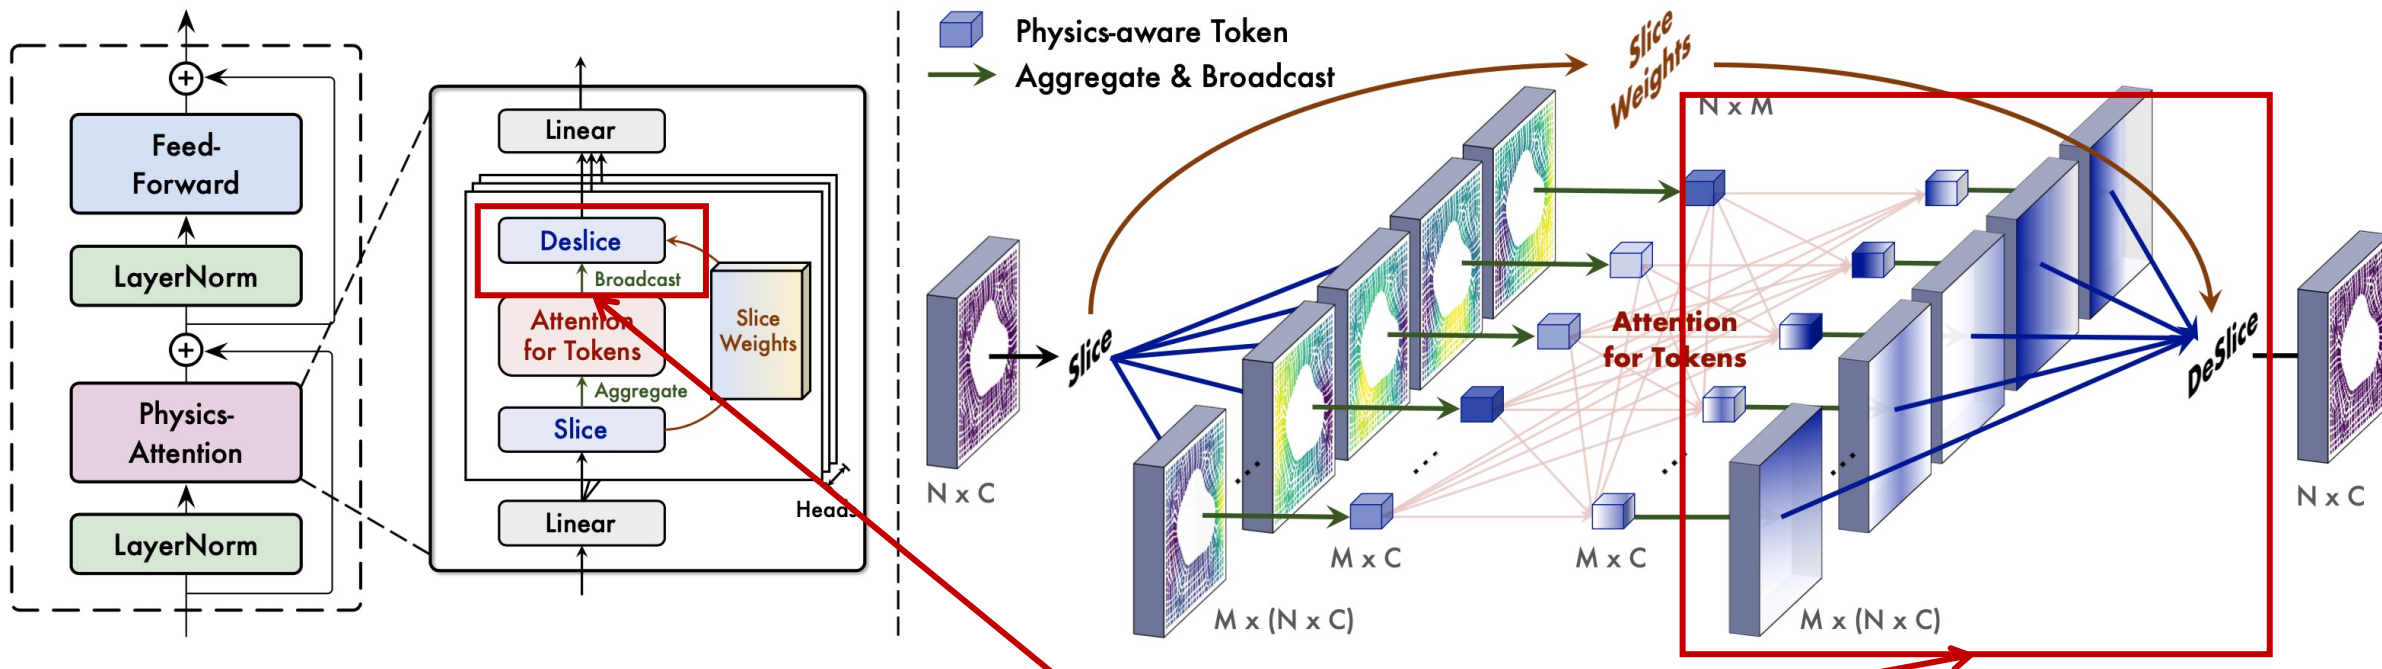 Feed-
Forward
LayerNorm
Physics-
Attention
LayerNorm
Linear
Deslice
Broadcast
Attention
for Tokens
Slice
Weights
Aggregate
Slice
Heads
Linear
Physics-aware Token
Aggregate & Broadcast
Slice
Weights
N x M
N x C
Slice
M x (N x C)
M x C
Attention
for Tokens
M x C
M x (N x C)
DeSlice
N x C